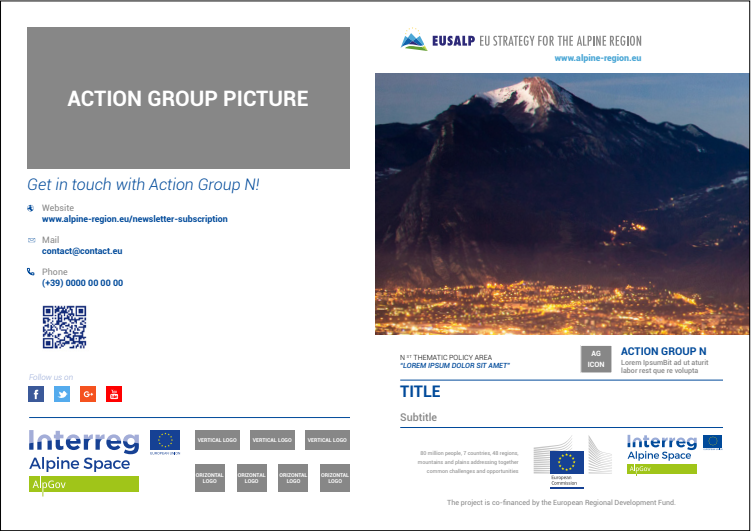 ACTION GROUP PICTURE
Get in touch with Action Group N!
Website
www.alpine-region.eu/newsletter-subscription
Mail
contact@contact.eu
Phone
(+39) 0000 00 00 00
Follow us on
Interreg
EUROPEAN UNION
Alpine Space
AlpGov
VERTICAL LOGO
VERTICAL LOGO
VERTICAL LOGO
ORIZONTAL
LOGO
ORIZONTAL
LOGO
ORIZONTAL
LOGO
ORIZONTAL
LOGO
EUSALP EU STRATEGY FOR THE ALPINE REGION
www.alpine-region.eu
N ST THEMATIC POLICY AREA
"LOREM IPSUM DOLOR SIT AMET"
AG
ICON
ACTION GROUP N
Lorem IpsumBit ad ut aturit
labor rest que re volupta
TITLE
Subtitle
80 million people, 7 countries, 48 regions,
mountains and plains addressing together
common challenges and opportunities
European
Commission
Interreg
Alpine Space
AlpGov
The project is co-financed by the European Regional Development Fund.